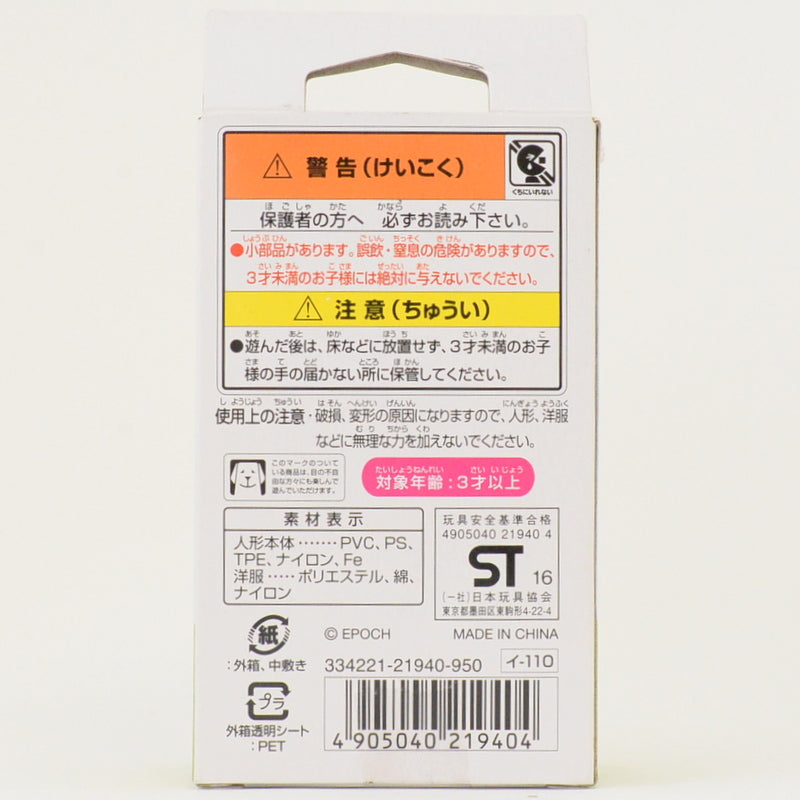 警告(けいこく)
くちにいれない
保護者の方へ 必ずお読み下さい。
●小部品があります。誤飲・窒息の危険がありますので、
3才未満のお子様には絶対に与えないでください。
注意(ちゅうい)
●遊んだ後は、床などに放置せず、3才未満のお子
様の手の届かない所に保管してください。
使用上の注意・破損、変形の原因になりますので、人形、洋服
などに無理な力を加えないでください。
このマークのついて
いる商品は、目の不自
由な方々にも楽しんで
遊んでいただけます。
たいしょうねんれい さい いじょう
対象年齢:3才以上
素材表示
人形本体・・・・・・・PVC、PS、
TPE、ナイロン、Fe
洋服・・・・・ポリエステル、綿、
ナイロン
玩具安全基準合格
4905040 21940 4
ST 16
(一社)日本玩具協会
東京都墨田区東駒形4-22-4
紙
:外箱、中敷き
© EPOCH MADE IN CHINA
334221-21940-950 イ-110
プラ
外箱透明シート
:PET
4 905040 219404